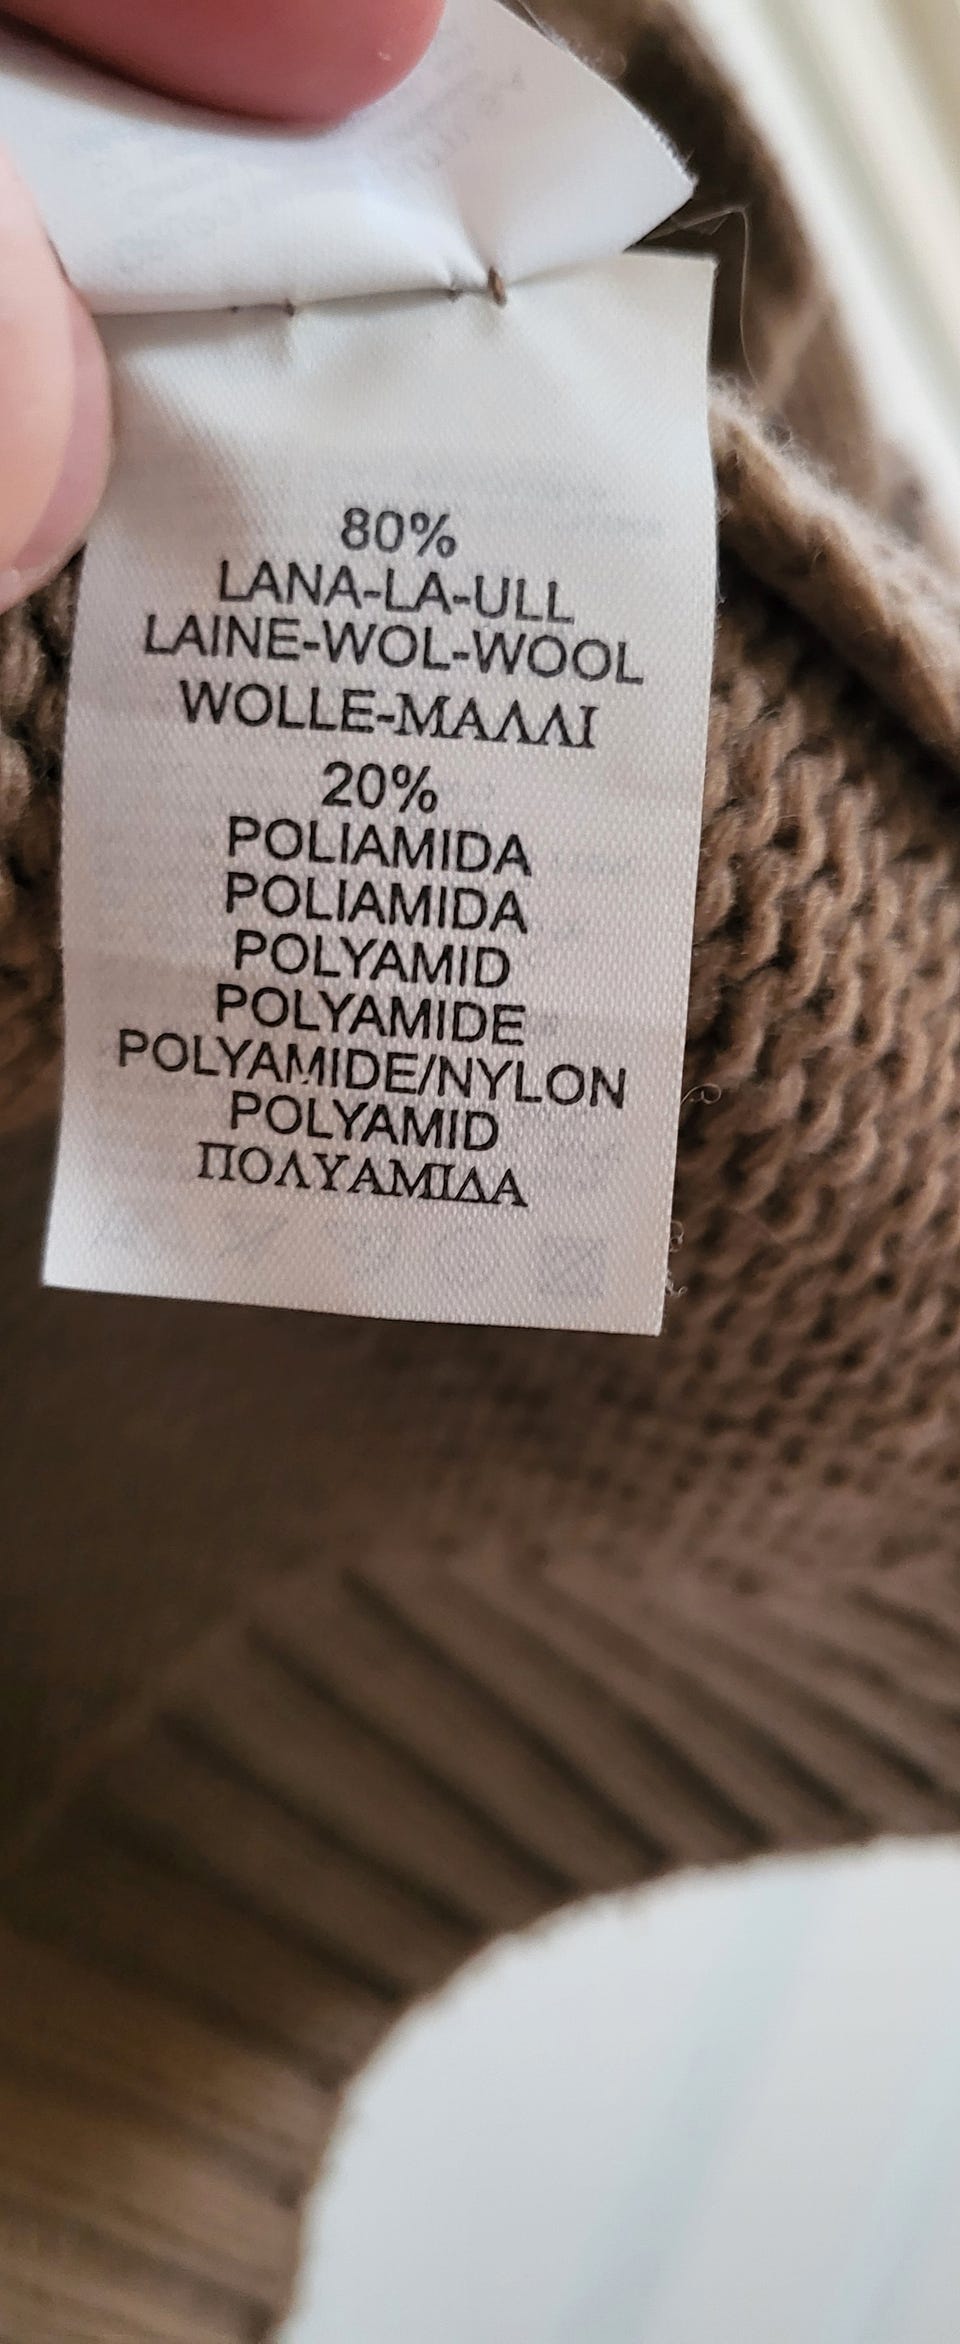 80%
LANA-LA-ULL
LAINE-WOL-WOOL
WOLLE-ΜΑΛΛΙ
20%
POLIAMIDA
POLIAMIDA
POLYAMID
POLYAMIDE
POLYAMIDE/NYLON
POLYAMID
ΠΟΛΥΑΜΙΔΑ